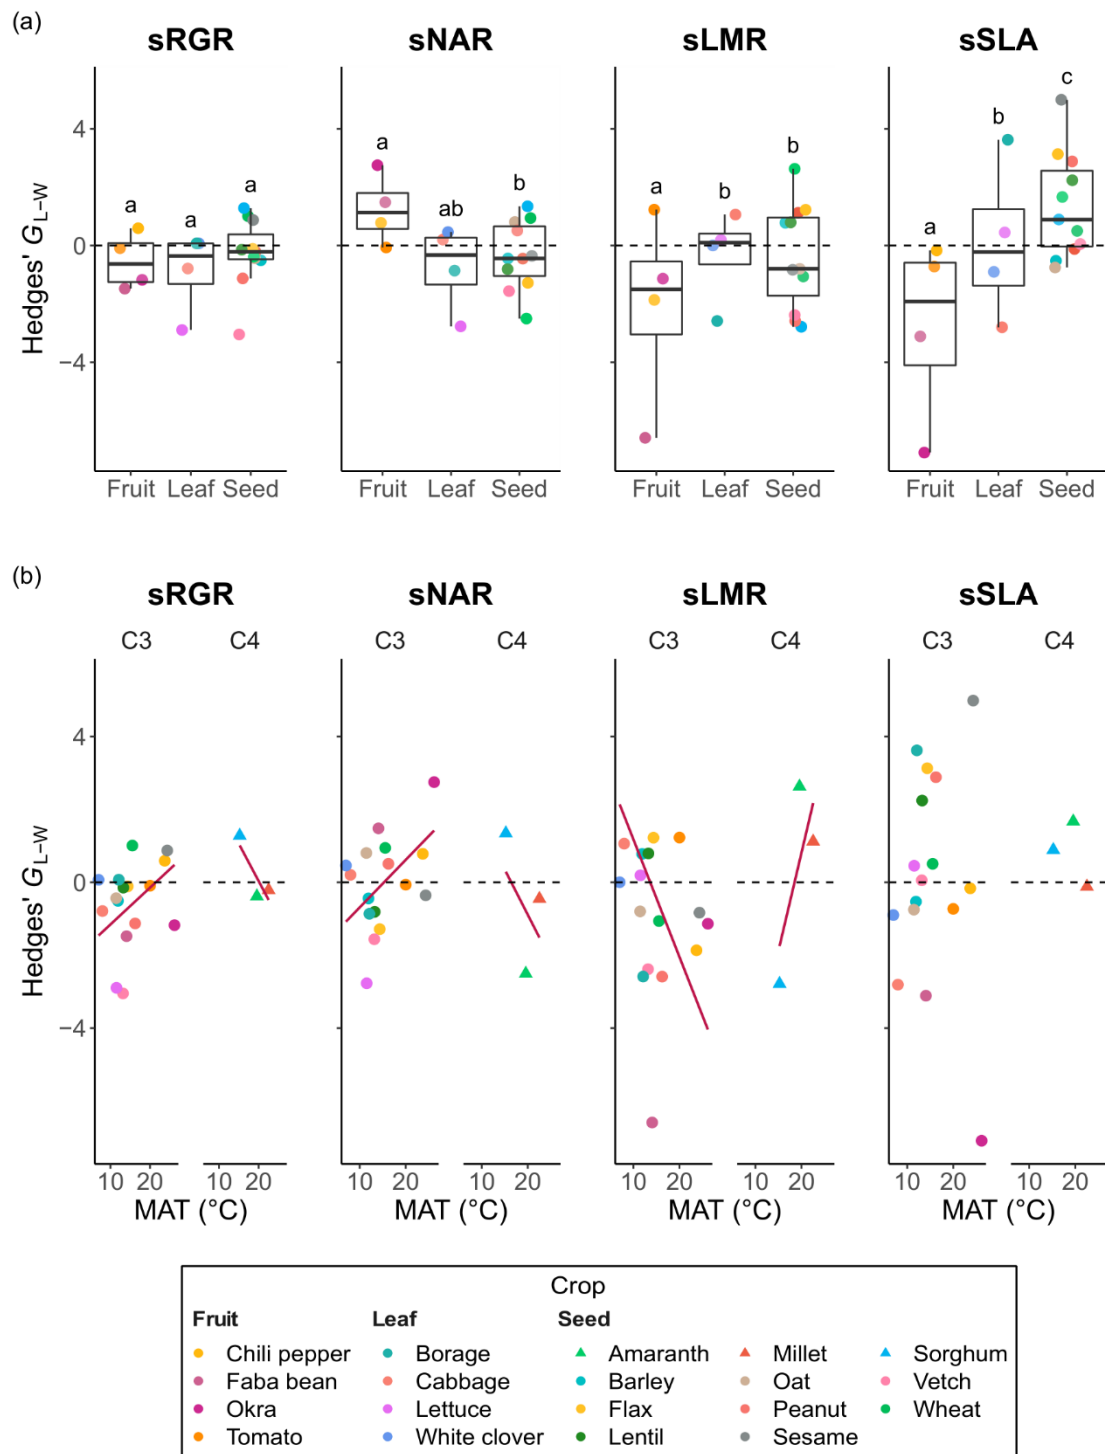 (a)
sRGR sNAR sLMR sSLA
Hedges' G L−W
4
0
−4
a a a
a ab b
a b b
a b c
Fruit Leaf Seed Fruit Leaf Seed Fruit Leaf Seed Fruit Leaf Seed
(b)
sRGR sNAR sLMR sSLA
C3 C4 C3 C4 C3 C4 C3 C4
Hedges' G L−W
4
0
−4
10 20 10 20 10 20 10 20 10 20 10 20 10 20 10 20
MAT (°C) MAT (°C) MAT (°C) MAT (°C)
Crop
Fruit Leaf Seed
Chili pepper Borage Amaranth Millet Sorghum
Faba bean Cabbage Barley Oat Vetch
Okra Lettuce Flax Peanut Wheat
Tomato White clover Lentil Sesame